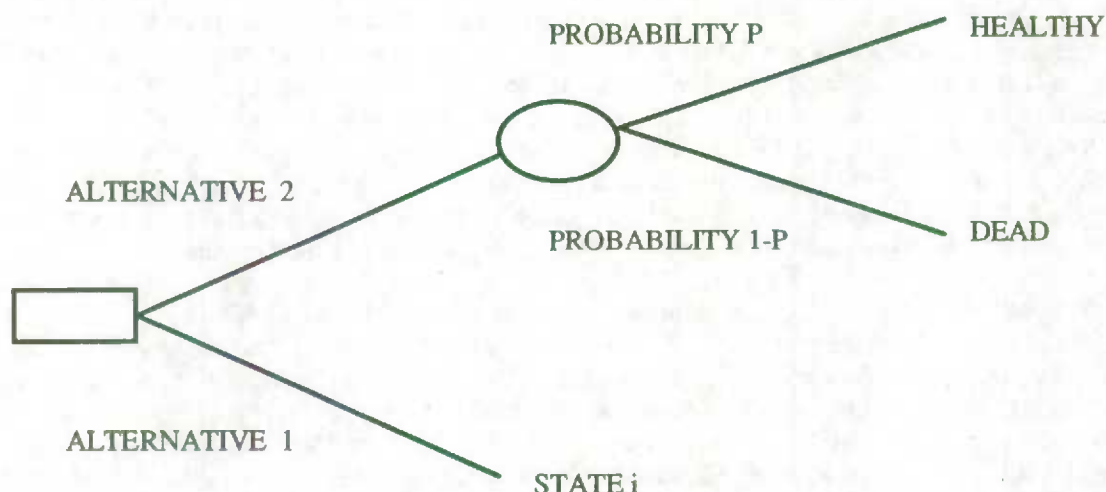 PROBABILITY P
HEALTHY
ALTERNATIVE 2
PROBABILITY 1-P
DEAD
ALTERNATIVE 1
STATE i